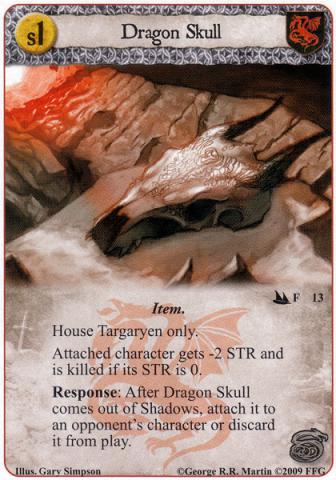 s1
Dragon Skull
F 13
Item.
House Targaryen only.
Attached character gets -2 STR and
is killed if its STR is 0.
Response: After Dragon Skull
comes out of Shadows, attach it to
an opponent's character or discard
it from play.
Illus. Gary Simpson ©George R.R. Martin ©2009 FFG